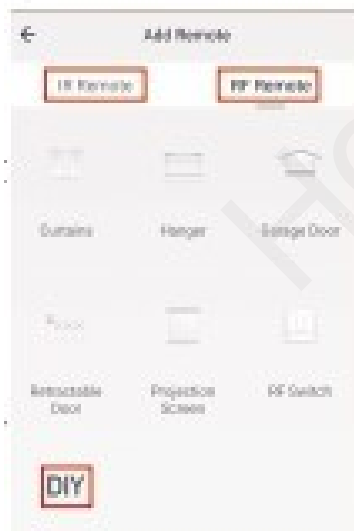 Add Remote
IR Remote
RF Remote
Curtains
Hanger
Garage Door
Retractable
Door
Projection
Screen
RF Switch
DIY